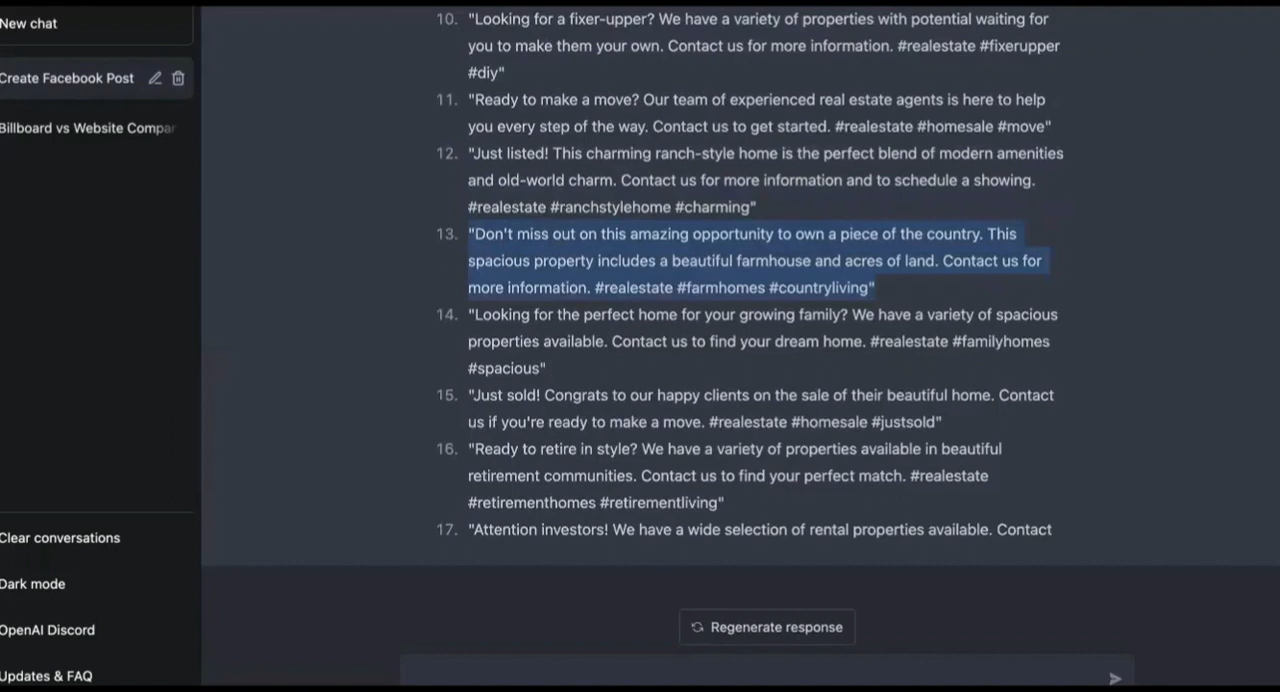 New chat
Create Facebook Post
Billboard vs Website Compar
Clear conversations
Dark mode
OpenAI Discord
Updates & FAQ
10. "Looking for a fixer-upper? We have a variety of properties with potential waiting for
you to make them your own. Contact us for more information. #realestate #fixerupper
#diy"
11. "Ready to make a move? Our team of experienced real estate agents is here to help
you every step of the way. Contact us to get started. #realestate #homesale #move"
12. "Just listed! This charming ranch-style home is the perfect blend of modern amenities
and old-world charm. Contact us for more information and to schedule a showing.
#realestate #ranchstylehome #charming"
13. "Don't miss out on this amazing opportunity to own a piece of the country. This
spacious property includes a beautiful farmhouse and acres of land. Contact us for
more information. #realestate #farmhomes #countryliving"
14. "Looking for the perfect home for your growing family? We have a variety of spacious
properties available. Contact us to find your dream home. #realestate #familyhomes
#spacious"
15. "Just sold! Congrats to our happy clients on the sale of their beautiful home. Contact
us if you're ready to make a move. #realestate #homesale #justsold"
16. "Ready to retire in style? We have a variety of properties available in beautiful
retirement communities. Contact us to find your perfect match. #realestate
#retirementhomes #retirementliving"
17. "Attention investors! We have a wide selection of rental properties available. Contact
Regenerate response